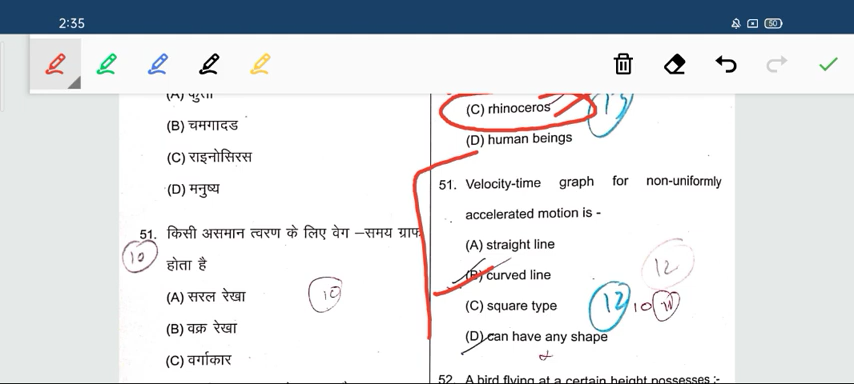 2:35
50
(A) कुत्ता
(B) चमगादड
(C) राइनोसिरस
(D) मनुष्य
51. किसी असमान त्वरण के लिए वेग –समय ग्राफ
होता है
10
(A) सरल रेखा
10
(B) वक्र रेखा
(C) वर्गाकार
(C) rhinoceros
(D) human beings
51. Velocity-time graph for non-uniformly
accelerated motion is -
(A) straight line
(B) curved line
12
(C) square type
12 10
(D) can have any shape
52. A bird flying at a certain height possesses :-